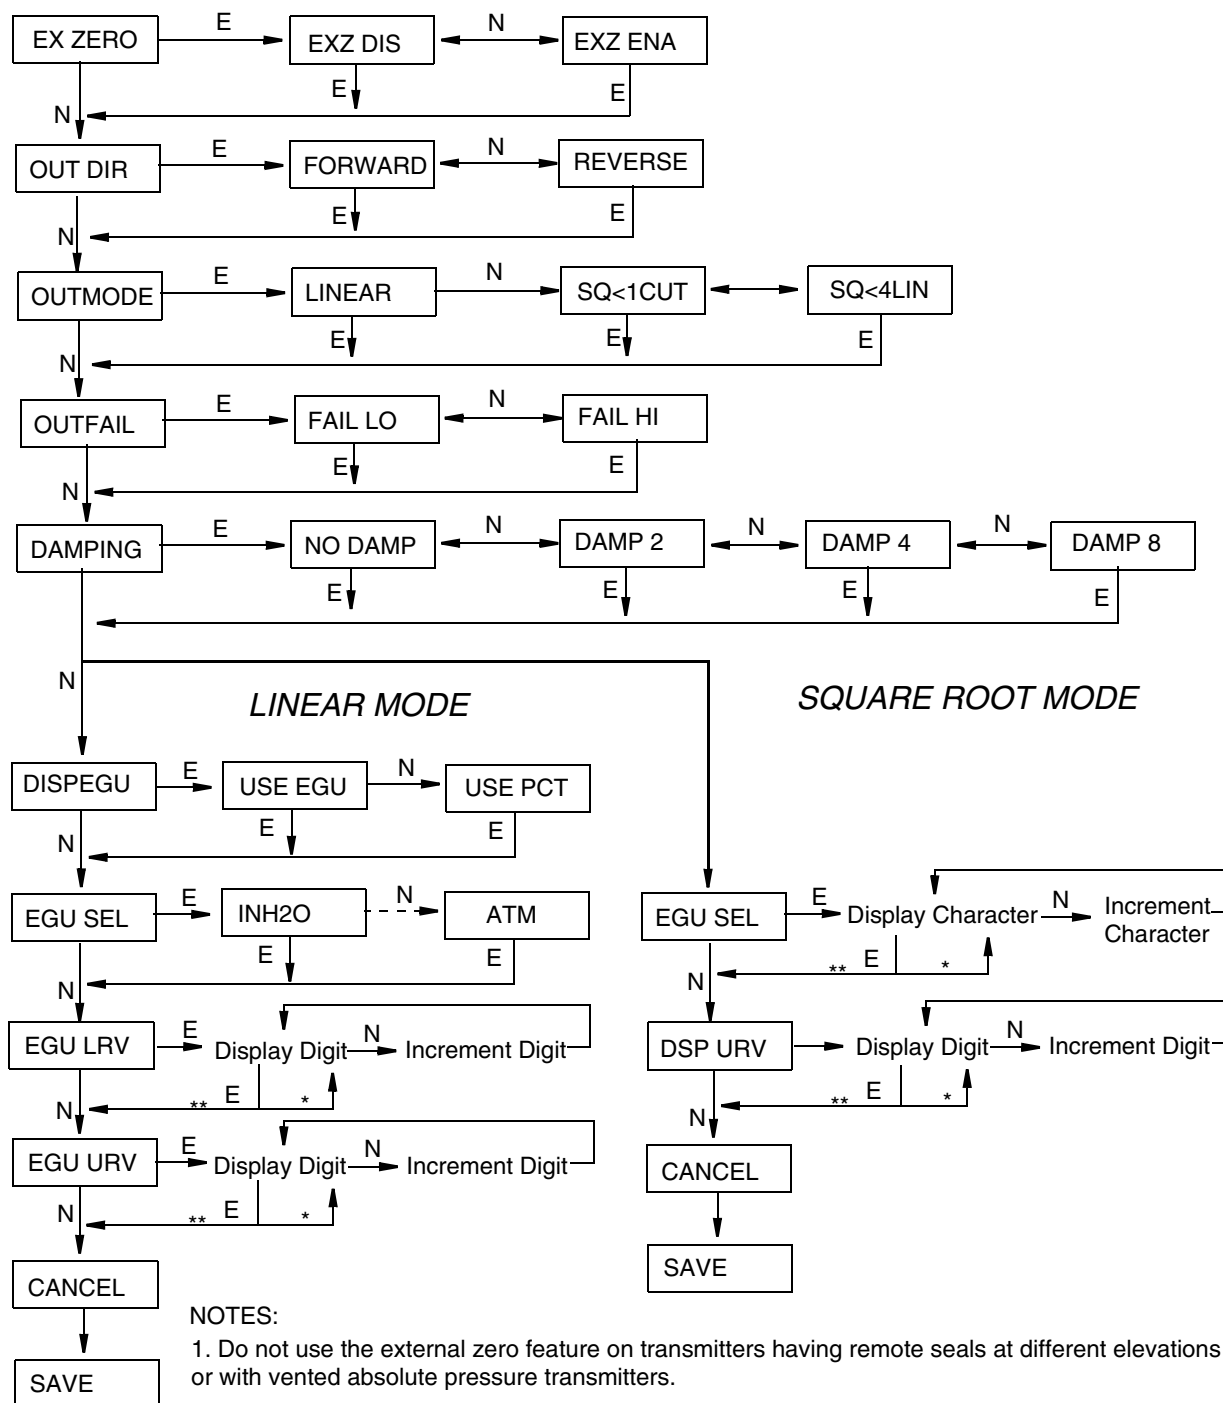 EX ZERO E EXZ DIS N EXZ ENA
E E
N
OUT DIR E FORWARD N REVERSE
E E
N
OUTMODE E LINEAR N SQ<1CUT SQ<4LIN
E E E
N
OUTFAIL E FAIL LO N FAIL HI
E E
N
DAMPING E NO DAMP N DAMP 2 N DAMP 4 N DAMP 8
E E E E
N
LINEAR MODE
DISPEGU E USE EGU N USE PCT
E E
N
EGU SEL E INH2O N ATM
E E
N
EGU LRV E Display Digit N Increment Digit
N ** E *
EGU URV E Display Digit N Increment Digit
N ** E *
CANCEL
SAVE
SQUARE ROOT MODE
EGU SEL E Display Character N Increment
Character
N ** E *
DSP URV Display Digit N Increment Digit
N ** E *
CANCEL
SAVE
NOTES:
1. Do not use the external zero feature on transmitters having remote seals at different elevations
or with vented absolute pressure transmitters.